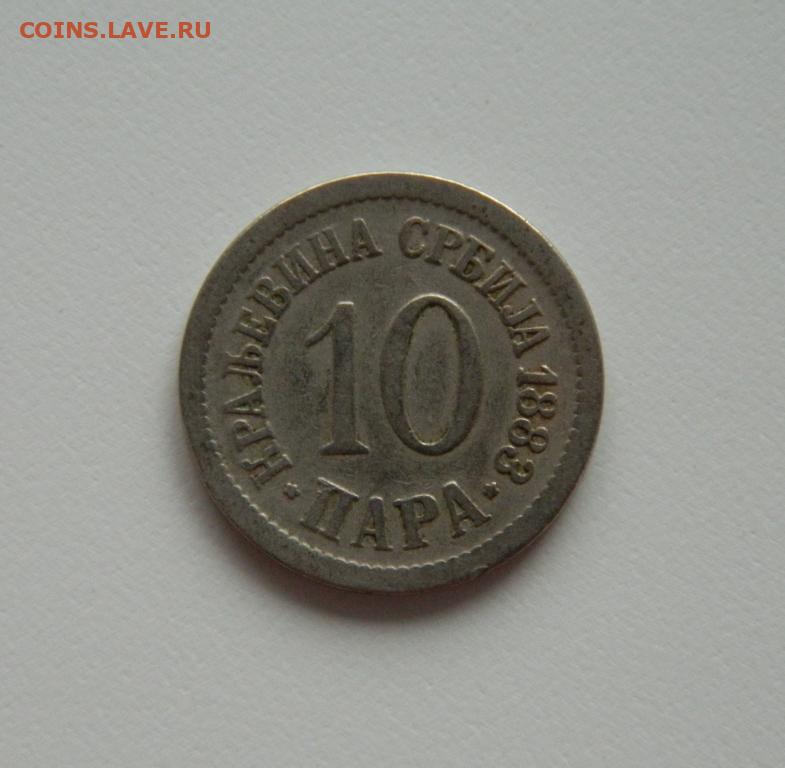 COINS.LAVE.RU
КРАЉЕВИНА СРБИЈА 1883
10
* ПАРА *